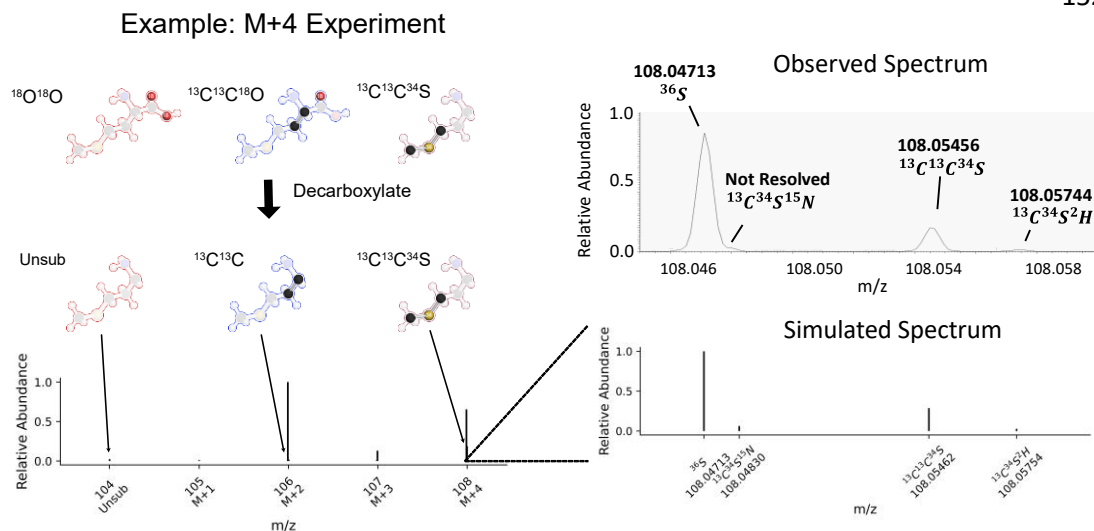 Example: M+4 Experiment
¹⁸O¹⁸O
¹³C¹³C¹⁸O
¹³C¹³C³⁴S
Decarboxylate
Unsub
¹³C¹³C
¹³C¹³C³⁴S
Relative Abundance
1.0
0.5
0.0
104
Unsub
105
M+1
106
M+2
107
M+3
108
M+4
m/z
Observed Spectrum
108.04713
³⁶S
Not Resolved
¹³C³⁴S¹⁵N
108.05456
¹³C¹³C³⁴S
108.05744
¹³C³⁴S²H
Relative Abundance
1.0
0.5
0.0
108.046
108.050
108.054
108.058
m/z
Simulated Spectrum
Relative Abundance
1.0
0.5
0.0
³⁶S
108.04713
¹³C³⁴S¹⁵N
108.04830
¹³C¹³C³⁴S
108.05462
¹³C³⁴S²H
108.05754
m/z